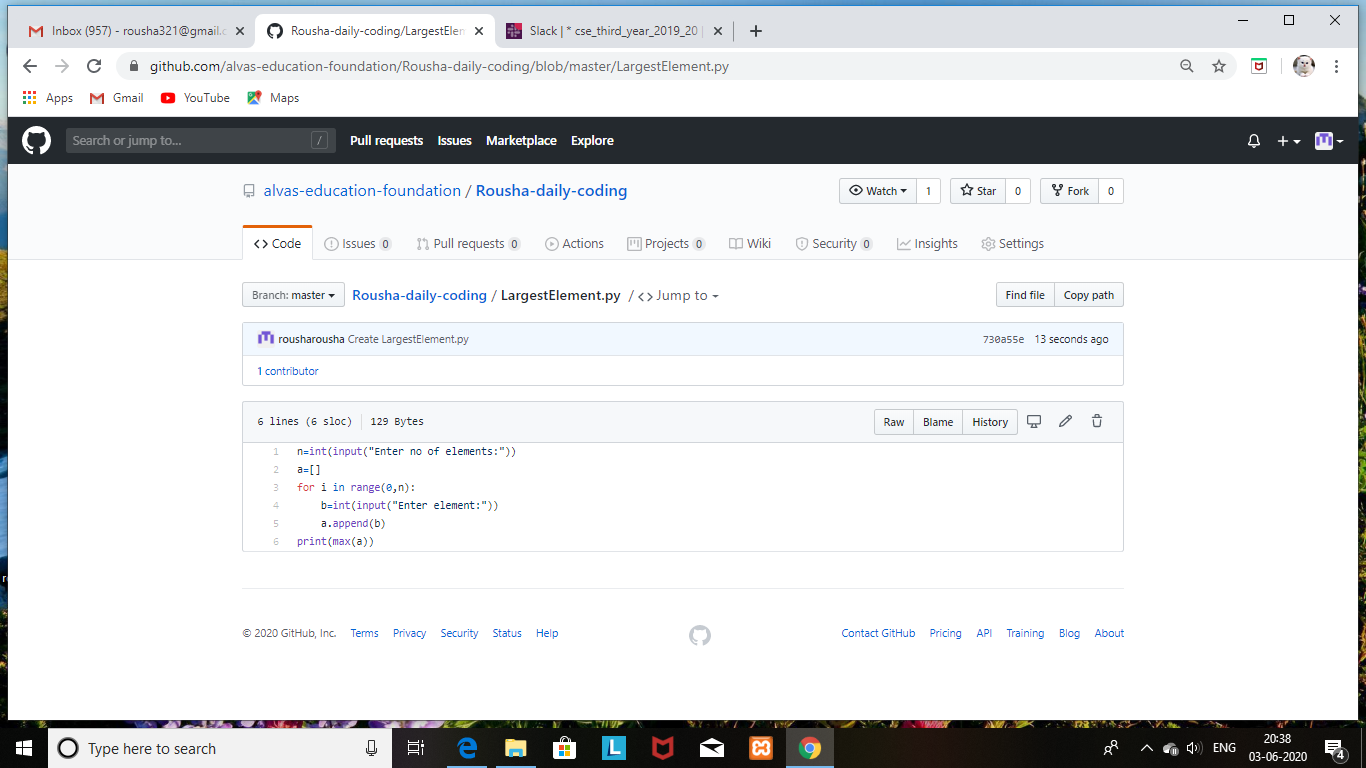 Inbox (957) - rousha321@gmail.c
Rousha-daily-coding/LargestElem
Slack | * cse_third_year_2019_20 |
github.com/alvas-education-foundation/Rousha-daily-coding/blob/master/LargestElement.py
Apps Gmail YouTube Maps
Search or jump to... / Pull requests Issues Marketplace Explore
alvas-education-foundation / Rousha-daily-coding
Watch 1 Star 0 Fork 0
Code Issues 0 Pull requests 0 Actions Projects 0 Wiki Security 0 Insights Settings
Branch: master Rousha-daily-coding / LargestElement.py / <> Jump to Find file Copy path
rousharousha Create LargestElement.py 730a55e 13 seconds ago
1 contributor
6 lines (6 sloc) 129 Bytes Raw Blame History
1 n=int(input("Enter no of elements:"))
2 a=[]
3 for i in range(0,n):
4 b=int(input("Enter element:"))
5 a.append(b)
6 print(max(a))
© 2020 GitHub, Inc. Terms Privacy Security Status Help Contact GitHub Pricing API Training Blog About
Type here to search
L
ENG
20:38
03-06-2020
4